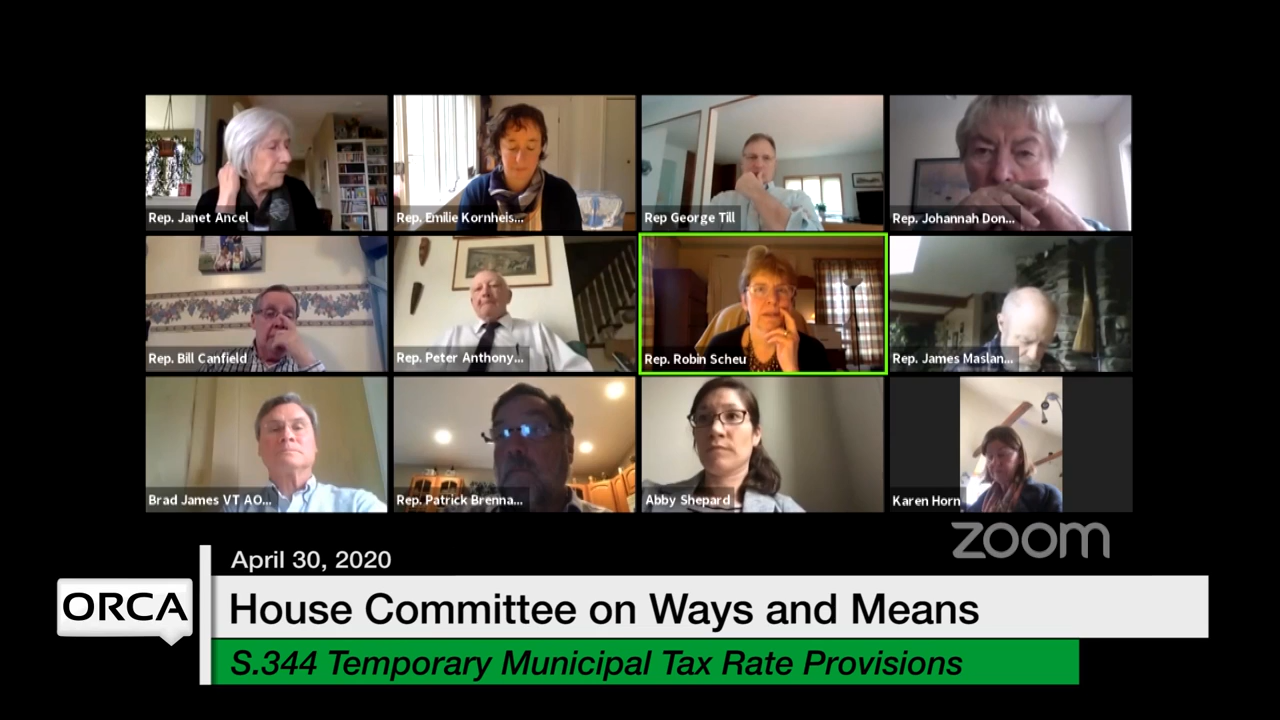 Rep. Janet Ancel
Rep. Emilie Kornheis...
Rep George Till
Rep. Johannah Don...
Rep. Bill Canfield
Rep. Peter Anthony...
Rep. Robin Scheu
Rep. James Maslan...
Brad James VT AO...
Rep. Patrick Brenna...
Abby Shepard
Karen Horn
zoom
April 30, 2020
ORCA
House Committee on Ways and Means
S.344 Temporary Municipal Tax Rate Provisions